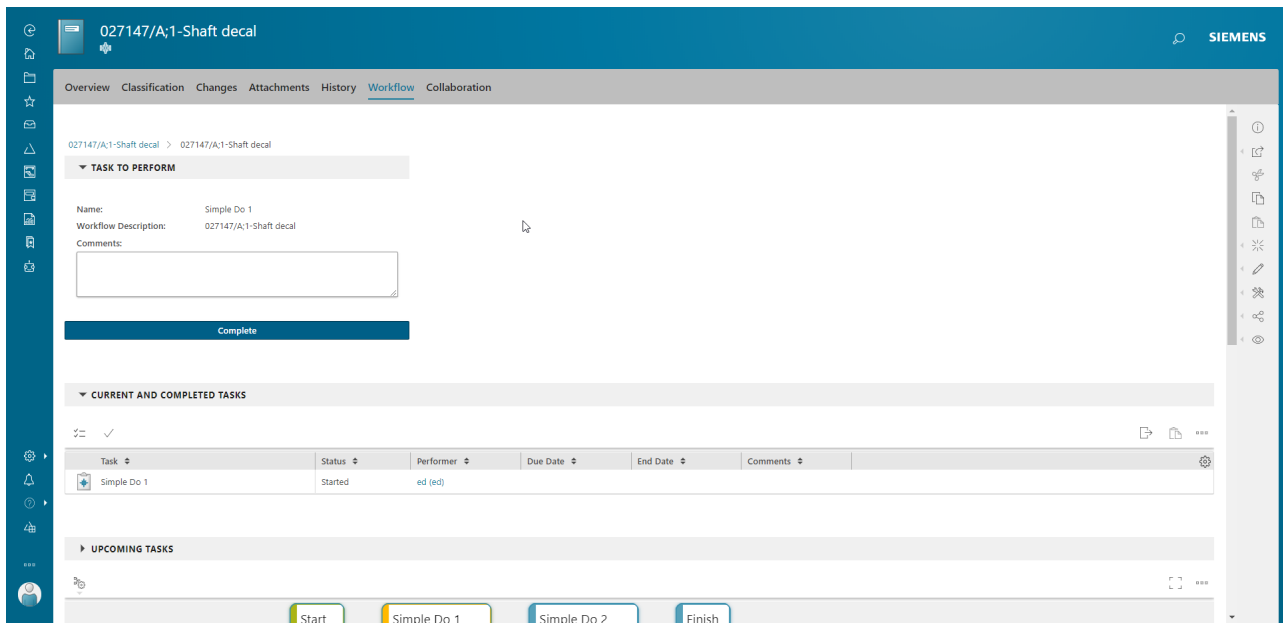 027147/A;1-Shaft decal
SIEMENS
Overview Classification Changes Attachments History Workflow Collaboration
027147/A;1-Shaft decal > 027147/A;1-Shaft decal
TASK TO PERFORM
Name: Simple Do 1
Workflow Description: 027147/A;1-Shaft decal
Comments:
Complete
CURRENT AND COMPLETED TASKS
Task Status Performer Due Date End Date Comments
Simple Do 1 Started ed (ed)
UPCOMING TASKS
Start Simple Do 1 Simple Do 2 Finish